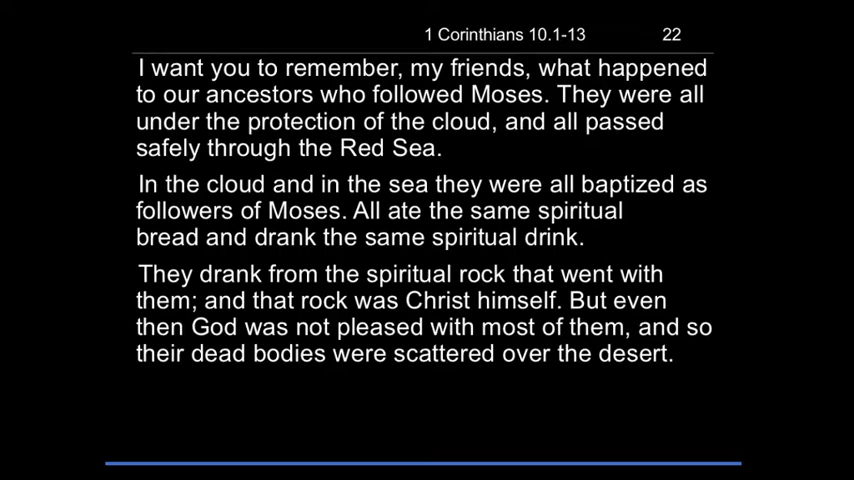 1 Corinthians 10.1-13 22
I want you to remember, my friends, what happened
to our ancestors who followed Moses. They were all
under the protection of the cloud, and all passed
safely through the Red Sea.
In the cloud and in the sea they were all baptized as
followers of Moses. All ate the same spiritual
bread and drank the same spiritual drink.
They drank from the spiritual rock that went with
them; and that rock was Christ himself. But even
then God was not pleased with most of them, and so
their dead bodies were scattered over the desert.